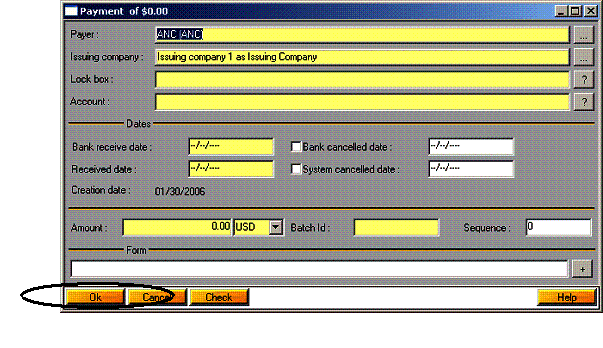 Payment of $0.00
Payer : ANC (ANC) ...
Issuing company : Issuing company 1 as Issuing Company ...
Lock box : ?
Account : ?
Dates
Bank receive date : --/--/---- Bank cancelled date : --/--/----
Received date : --/--/---- System cancelled date : --/--/----
Creation date : 01/30/2006
Amount : 0.00 USD Batch Id : Sequence : 0
Form
+
Ok Cancel Check Help